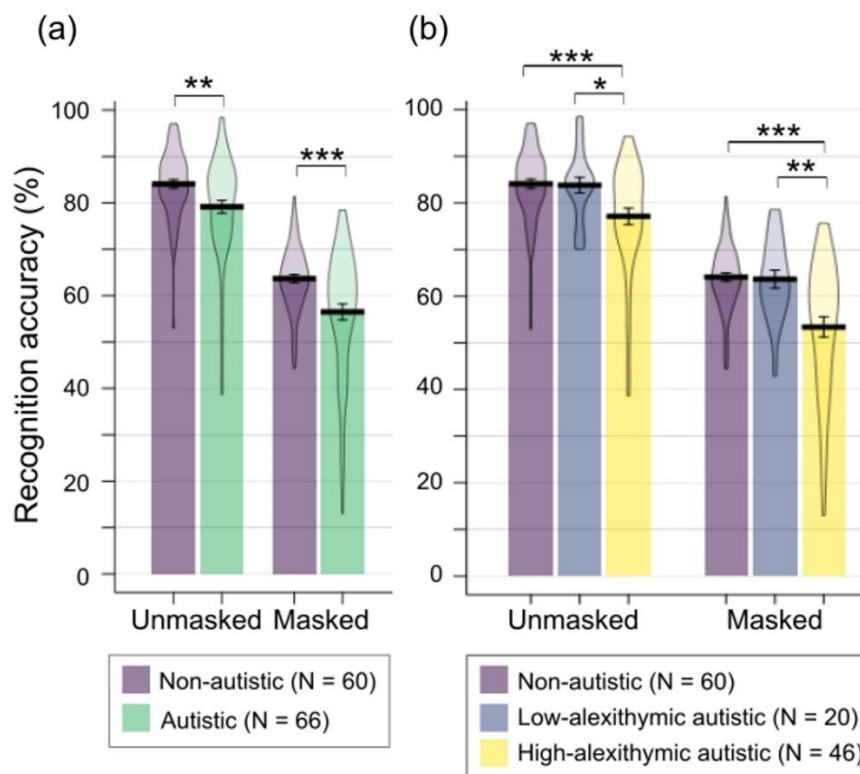 (a)
(b)
Recognition accuracy (%)
100
80
60
40
20
0
**
***
Unmasked Masked
Non-autistic (N = 60)
Autistic (N = 66)
100
80
60
40
20
0
***
*
***
**
Unmasked Masked
Non-autistic (N = 60)
Low-alexithymic autistic (N = 20)
High-alexithymic autistic (N = 46)